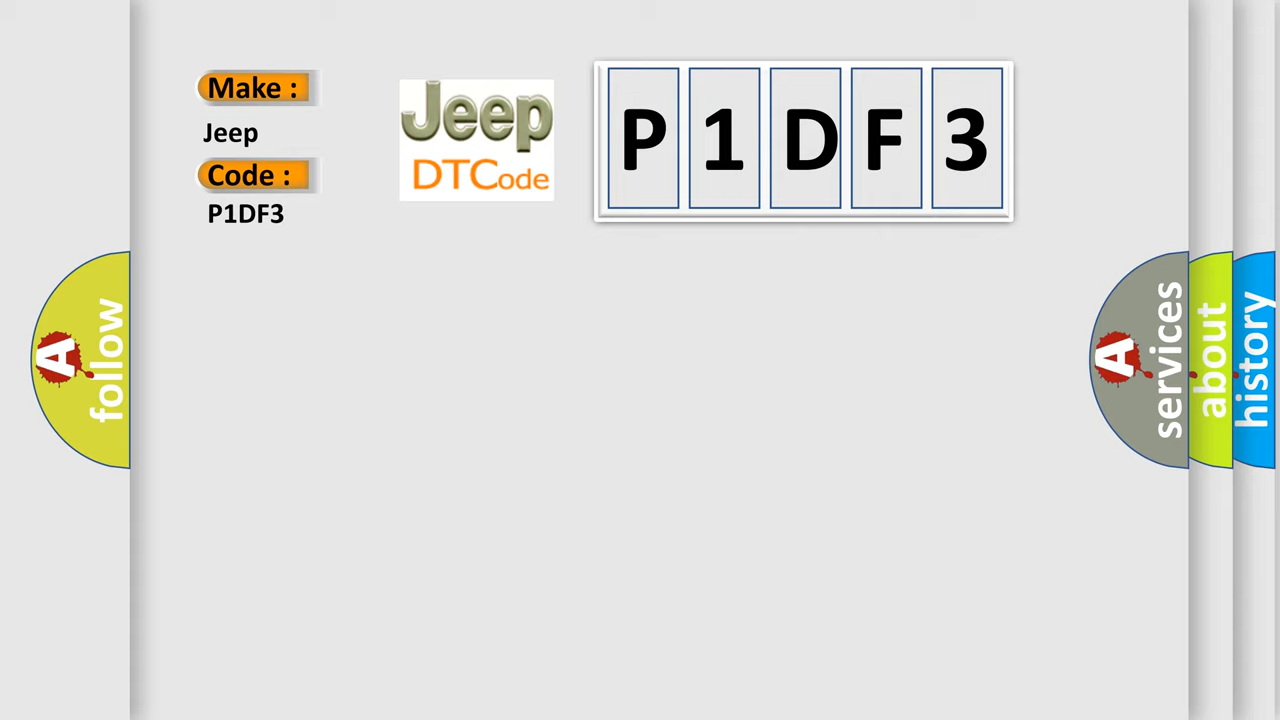 Make :
Jeep
Code :
P1DF3
Jeep
DTCode
P 1 D F 3
A follow
A services
about
history